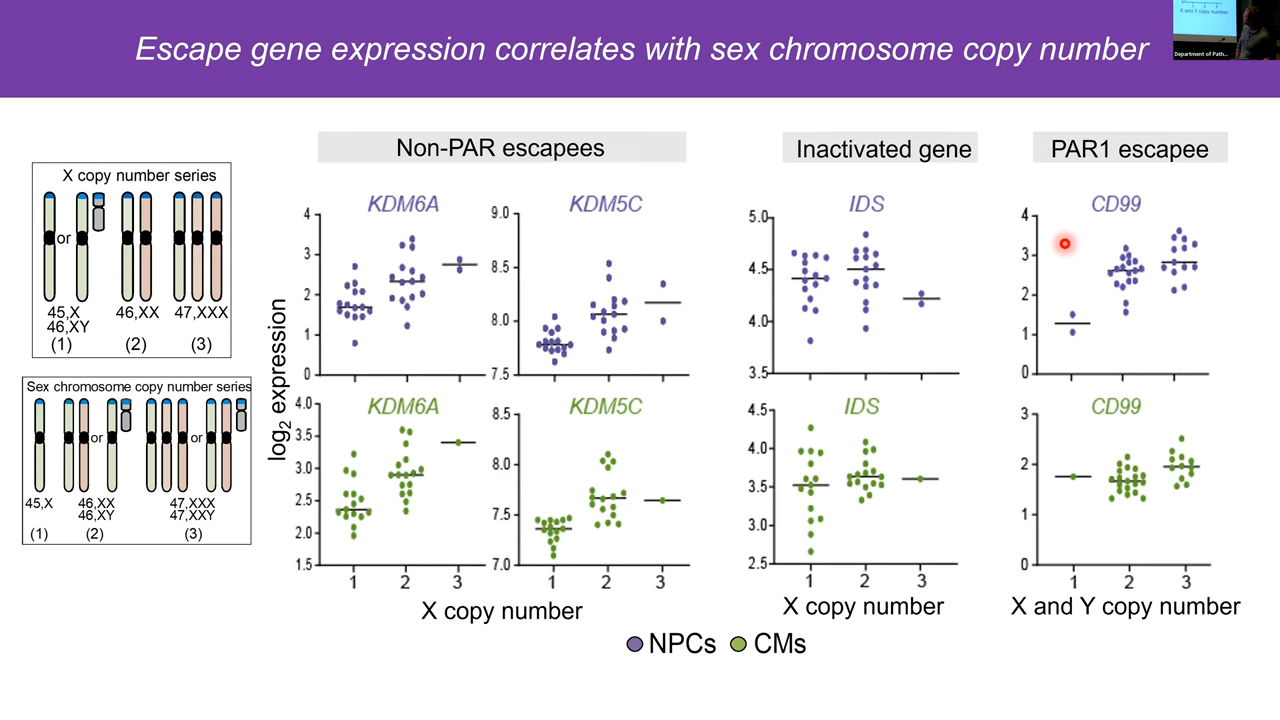 Escape gene expression correlates with sex chromosome copy number
X and Y copy number
Department of Path...
X copy number series
or
45,X
46,XY
(1)
46,XX
(2)
47,XXX
(3)
Sex chromosome copy number series
or
or
45,X
(1)
46,XX
46,XY
(2)
47,XXX
47,XXY
(3)
Non-PAR escapees
Inactivated gene
PAR1 escapee
log2 expression
KDM6A
4
3
2
1
0
KDM5C
9.0
8.5
8.0
7.5
IDS
5.0
4.5
4.0
3.5
CD99
4
3
2
1
0
KDM6A
4.0
3.5
3.0
2.5
2.0
1.5
1 2 3
KDM5C
8.5
8.0
7.5
7.0
1 2 3
X copy number
IDS
4.5
4.0
3.5
3.0
2.5
1 2 3
X copy number
CD99
3
2
1
0
1 2 3
X and Y copy number
NPCs CMs